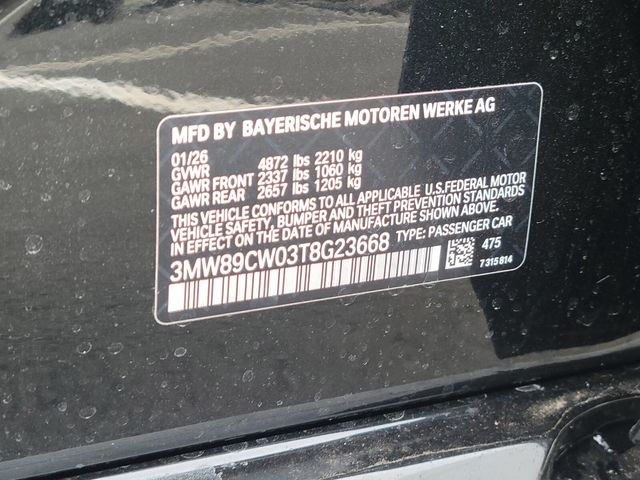 MFD BY BAYERISCHE MOTOREN WERKE AG
01/26
GVWR 4872 lbs 2210 kg
GAWR FRONT 2337 lbs 1060 kg
GAWR REAR 2657 lbs 1205 kg
THIS VEHICLE CONFORMS TO ALL APPLICABLE U.S.FEDERAL MOTOR
VEHICLE SAFETY, BUMPER AND THEFT PREVENTION STANDARDS
IN EFFECT ON THE DATE OF MANUFACTURE SHOWN ABOVE.
3MW89CW03T8G23668 TYPE: PASSENGER CAR
475
7315814